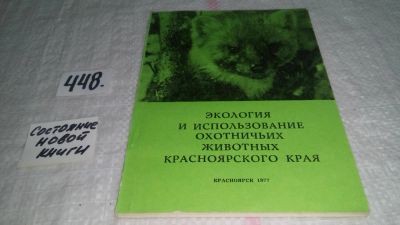 448.
Состояние
новой
книги
ЭКОЛОГИЯ
И ИСПОЛЬЗОВАНИЕ
ОХОТНИЧЬИХ
ЖИВОТНЫХ
КРАСНОЯРСКОГО КРАЯ
КРАСНОЯРСК 1977